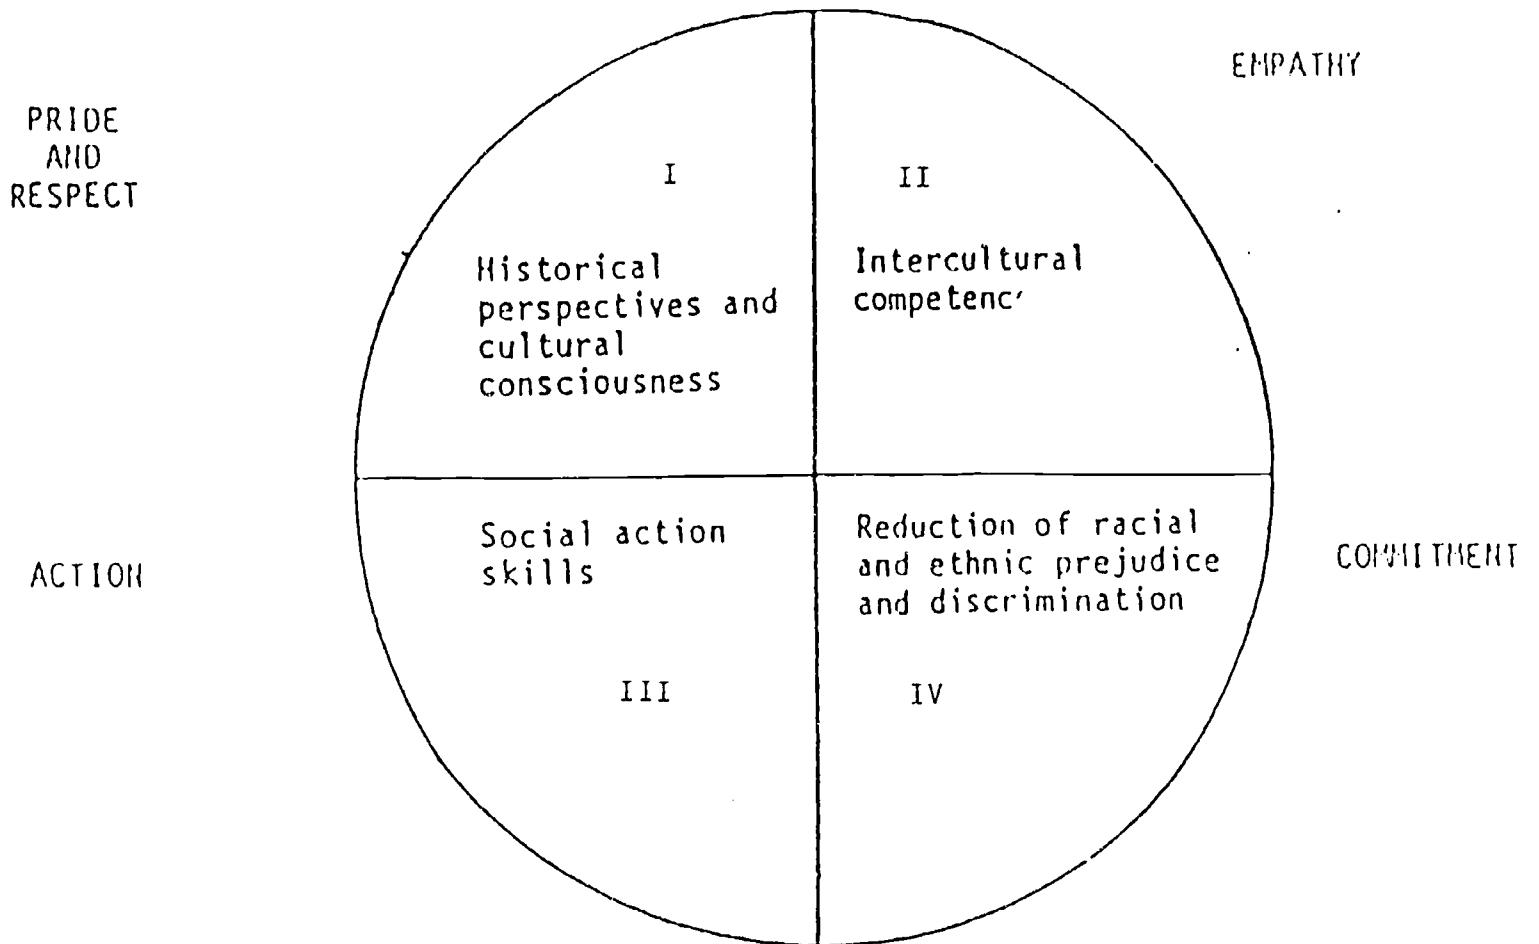 EMPATHY
PRIDE
AND
RESPECT
I
II
Historical
perspectives and
cultural
consciousness
Intercultural
competenc
Social action
skills
Reduction of racial
and ethnic prejudice
and discrimination
ACTION
COMMITMENT
III
IV